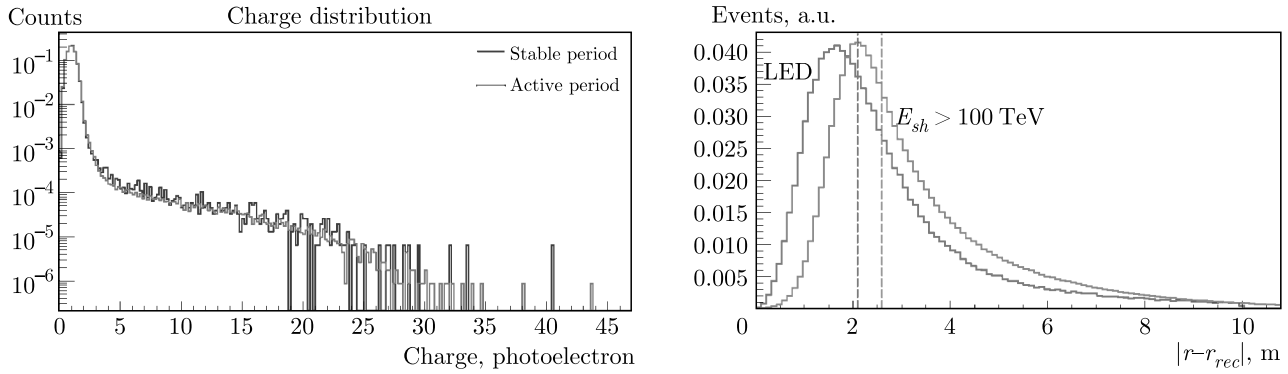 Counts
Charge distribution
10⁻¹
10⁻²
10⁻³
10⁻⁴
10⁻⁵
10⁻⁶
Stable period
Active period
0 5 10 15 20 25 30 35 40 45
Charge, photoelectron
Events, a.u.
0.040
0.035
0.030
0.025
0.020
0.015
0.010
0.005
LED
E_sh > 100 TeV
0 2 4 6 8 10
|r–r_rec|, m